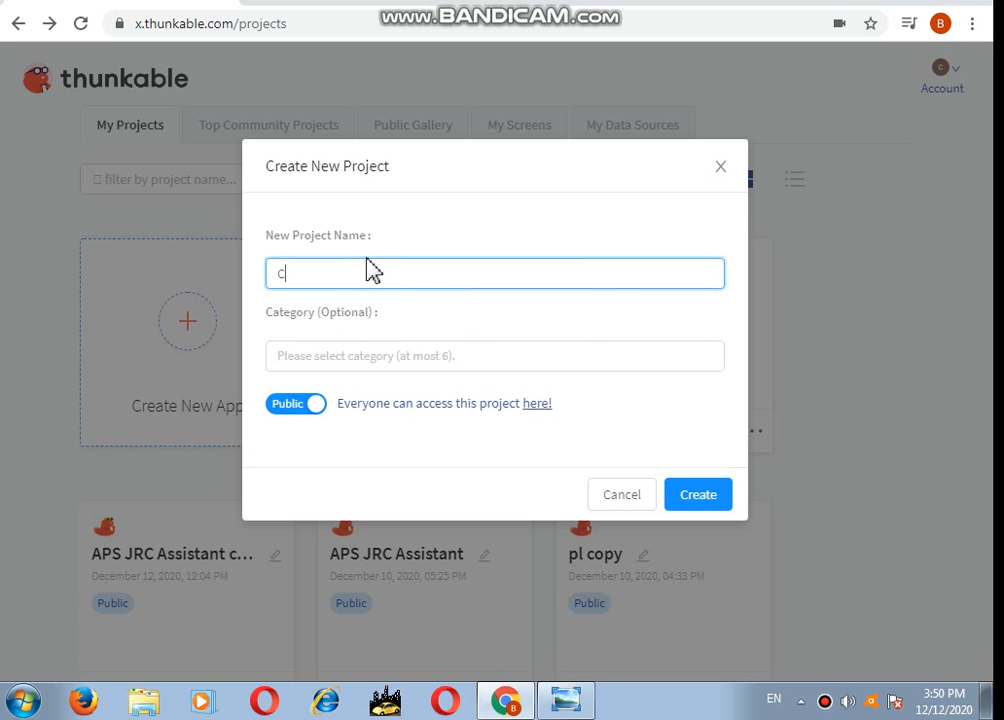 x.thunkable.com/projects
www.BANDICAM.com
B
thunkable
C
Account
My Projects
Top Community Projects
Public Gallery
My Screens
My Data Sources
filter by project name...
Create New Project
New Project Name :
C
Category (Optional) :
Please select category (at most 6).
Public
Everyone can access this project here!
Create New App
Cancel
Create
APS JRC Assistant c...
APS JRC Assistant
pl copy
December 12, 2020, 12:04 PM
December 10, 2020, 05:25 PM
December 10, 2020, 04:33 PM
Public
Public
Public
EN
3:50 PM
12/12/2020